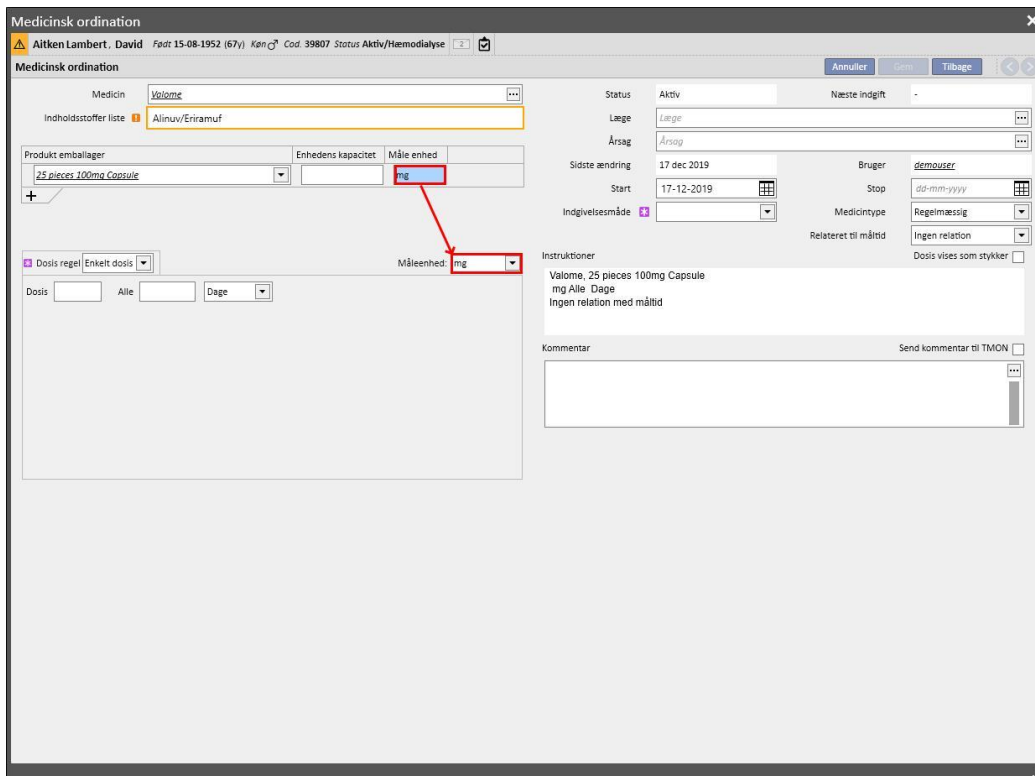 Medicinsk ordination
Aitken Lambert, David Født 15-08-1952 (67y) Køn Cod. 39807 Status Aktiv/Hæmodialyse 2
Medicinsk ordination Annuller Gem Tilbage
Medicin Valome
Indholdsstoffer liste Alinuv/Eriramuf
Produkt emballager Enhedens kapacitet Måle enhed
25 pieces 100mg Capsule mg
+
Dosis regel Enkelt dosis Måleenhed: mg
Dosis Alle Dage
Status Aktiv Næste indgift -
Læge Læge
Årsag Årsag
Sidste ændring 17 dec 2019 Bruger demouser
Start 17-12-2019 Stop dd-mm-yyyy
Indgivelsesmåde Medicintype Regelmæssig
Relateret til måltid Ingen relation
Instruktioner Dosis vises som stykker
Valome, 25 pieces 100mg Capsule
mg Alle Dage
Ingen relation med måltid
Kommentar Send kommentar til TMON